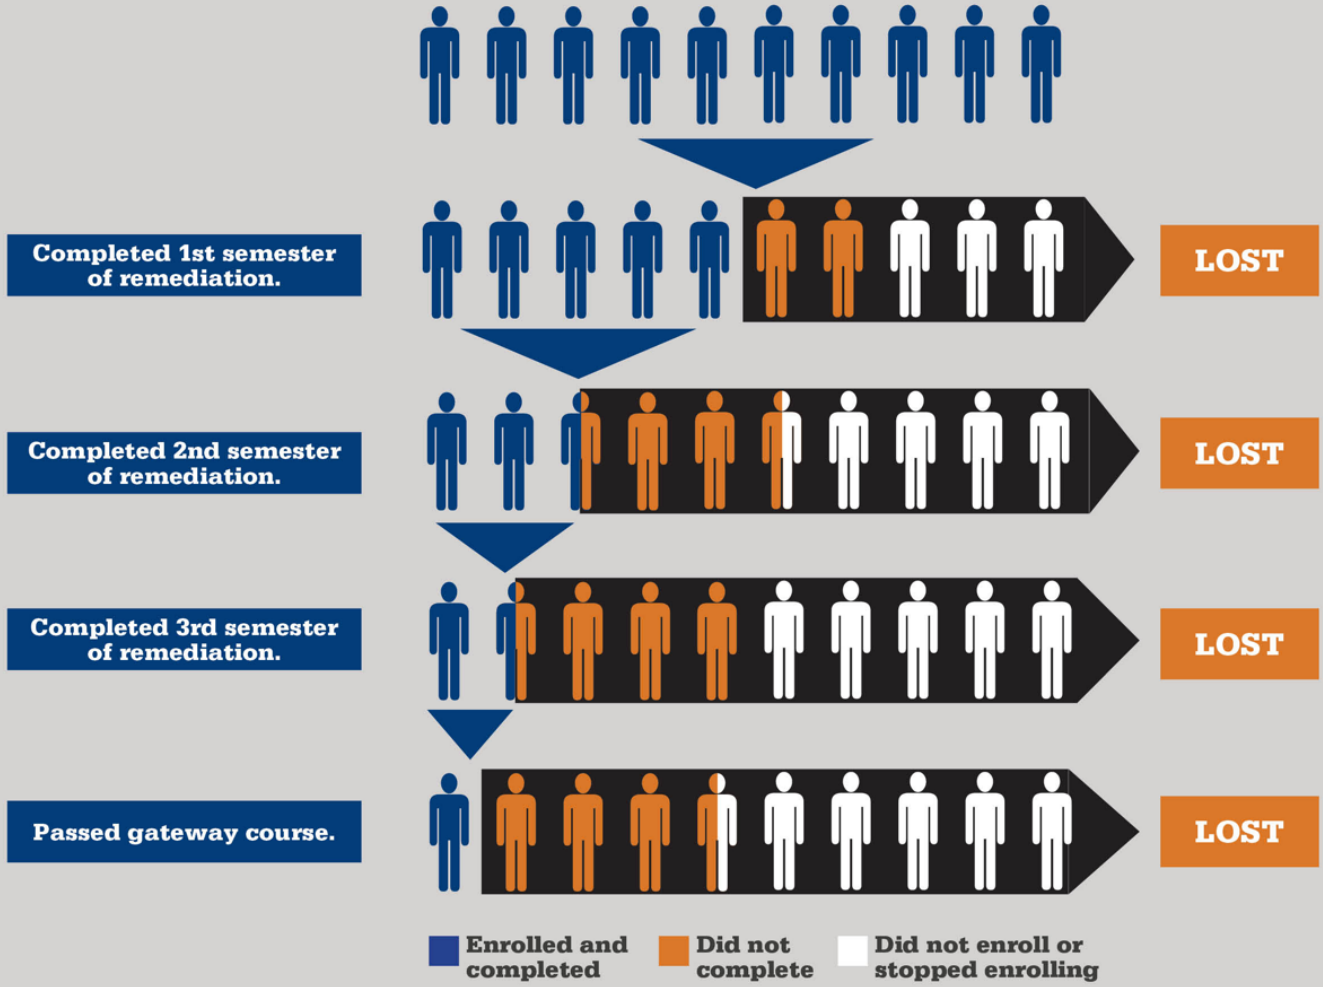 Completed 1st semester
of remediation.
LOST
Completed 2nd semester
of remediation.
LOST
Completed 3rd semester
of remediation.
LOST
Passed gateway course.
LOST
Enrolled and
completed
Did not
complete
Did not enroll or
stopped enrolling